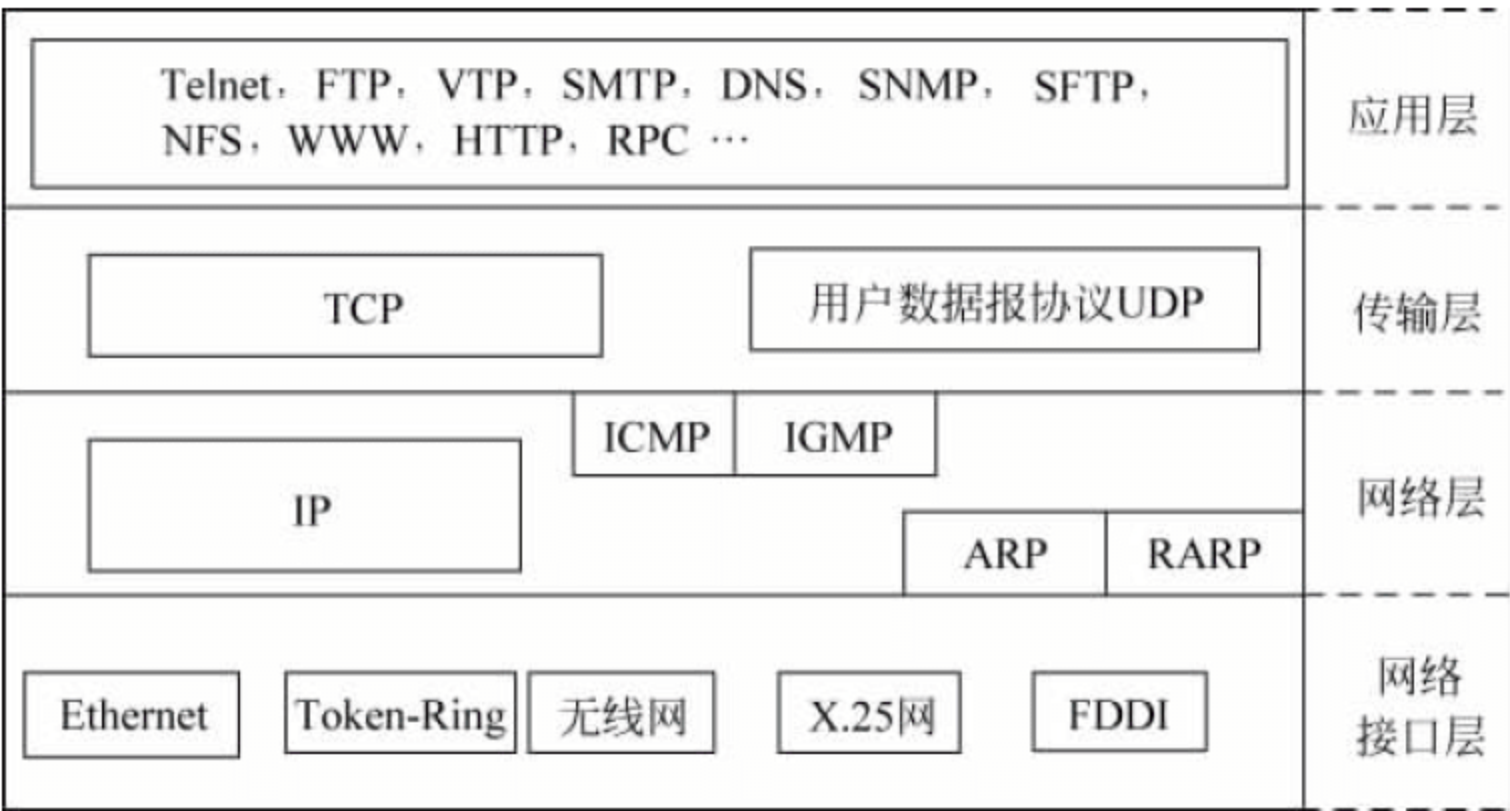 Telnet, FTP, VTP, SMTP, DNS, SNMP, SFTP,
NFS, WWW, HTTP, RPC …
应用层
TCP
用户数据报协议UDP
传输层
ICMP
IGMP
IP
网络层
ARP
RARP
Ethernet
Token-Ring
无线网
X.25网
FDDI
网络
接口层